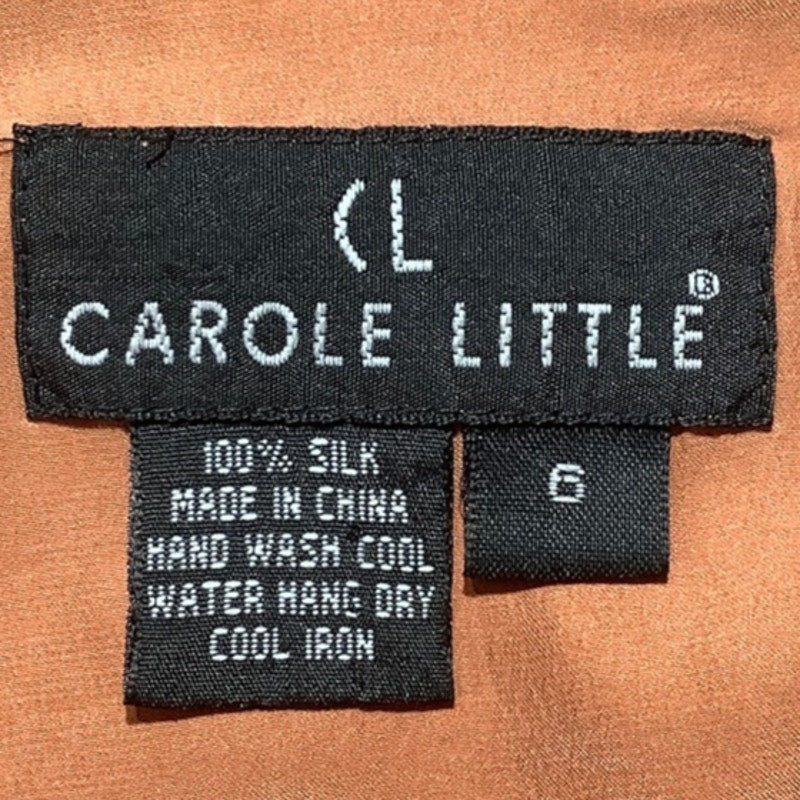 CL
CAROLE LITTLE®
100% SILK
MADE IN CHINA
HAND WASH COOL
WATER HANG DRY
COOL IRON
6